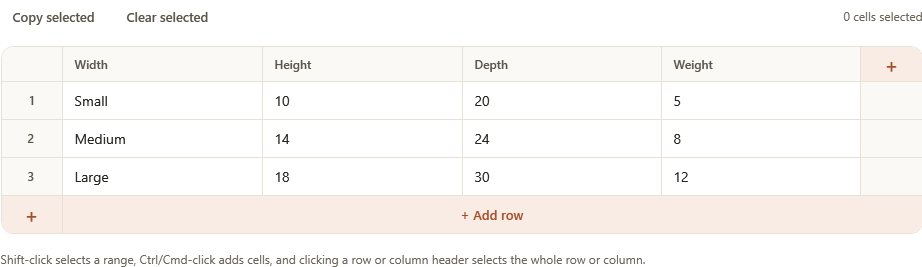 Copy selected Clear selected 0 cells selected
Width Height Depth Weight +
1 Small 10 20 5
2 Medium 14 24 8
3 Large 18 30 12
+ + Add row
Shift-click selects a range, Ctrl/Cmd-click adds cells, and clicking a row or column header selects the whole row or column.